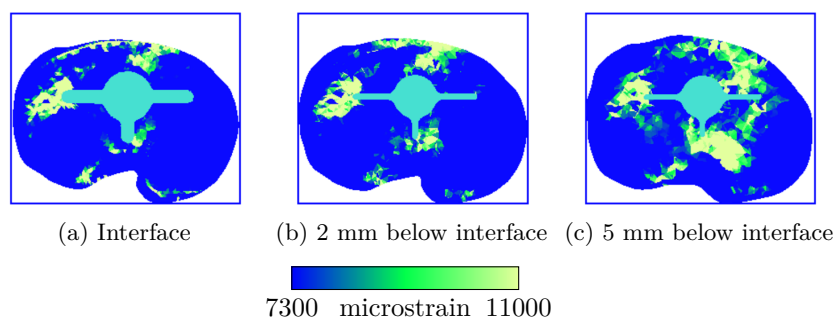 (a) Interface (b) 2 mm below interface (c) 5 mm below interface
7300 microstrain 11000